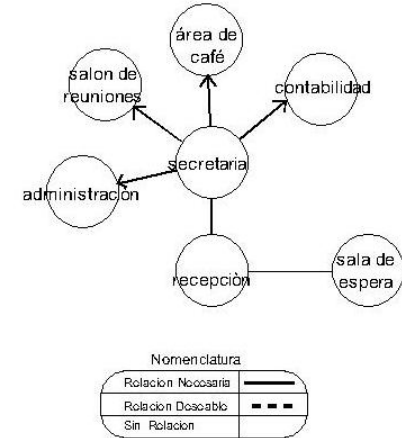 área de
café
salon de
reuniones
contabilidad
secretaria
administración
recepciòn
sala de
espera
Nomenclatura
Relacion Necesaria
Relacion Deseable
Sin Relacion